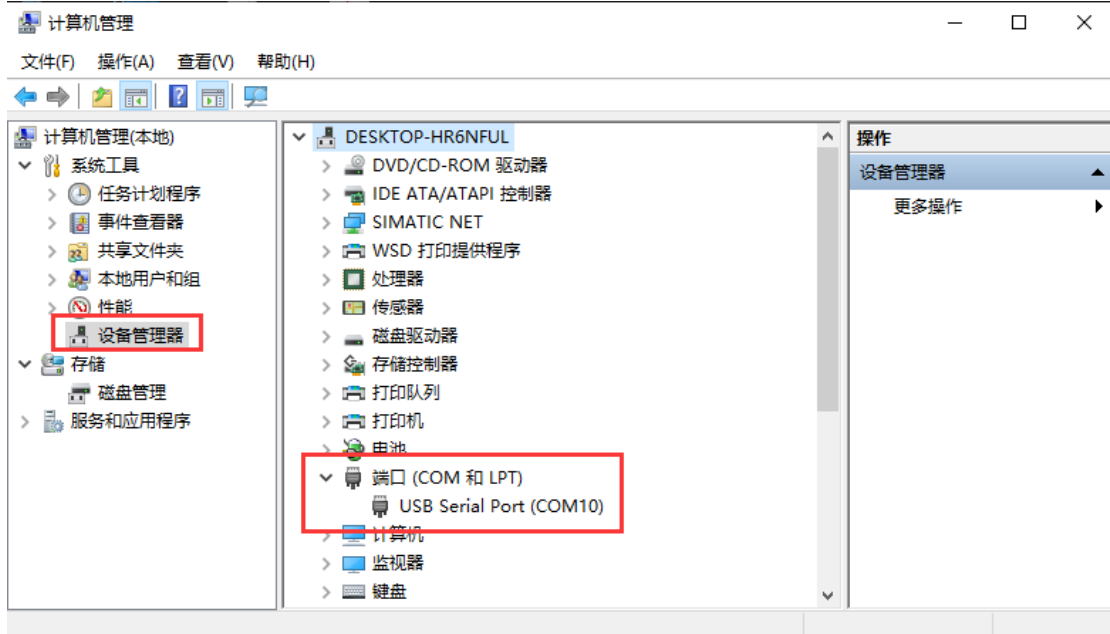 计算机管理
文件(F) 操作(A) 查看(V) 帮助(H)
计算机管理(本地)
系统工具
任务计划程序
事件查看器
共享文件夹
本地用户和组
性能
设备管理器
存储
磁盘管理
服务和应用程序
DESKTOP-HR6NFUL
DVD/CD-ROM 驱动器
IDE ATA/ATAPI 控制器
SIMATIC NET
WSD 打印提供程序
处理器
传感器
磁盘驱动器
存储控制器
打印队列
打印机
电池
端口 (COM 和 LPT)
USB Serial Port (COM10)
计算机
监视器
键盘
操作
设备管理器
更多操作